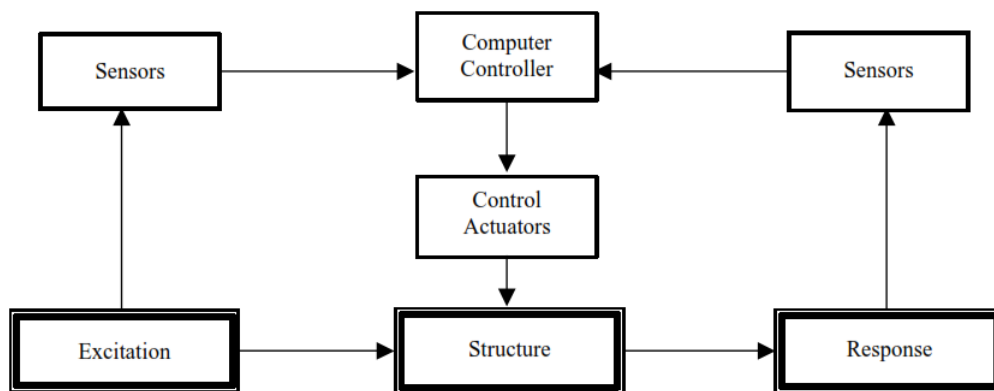 Sensors
Computer
Controller
Sensors
Control
Actuators
Excitation
Structure
Response